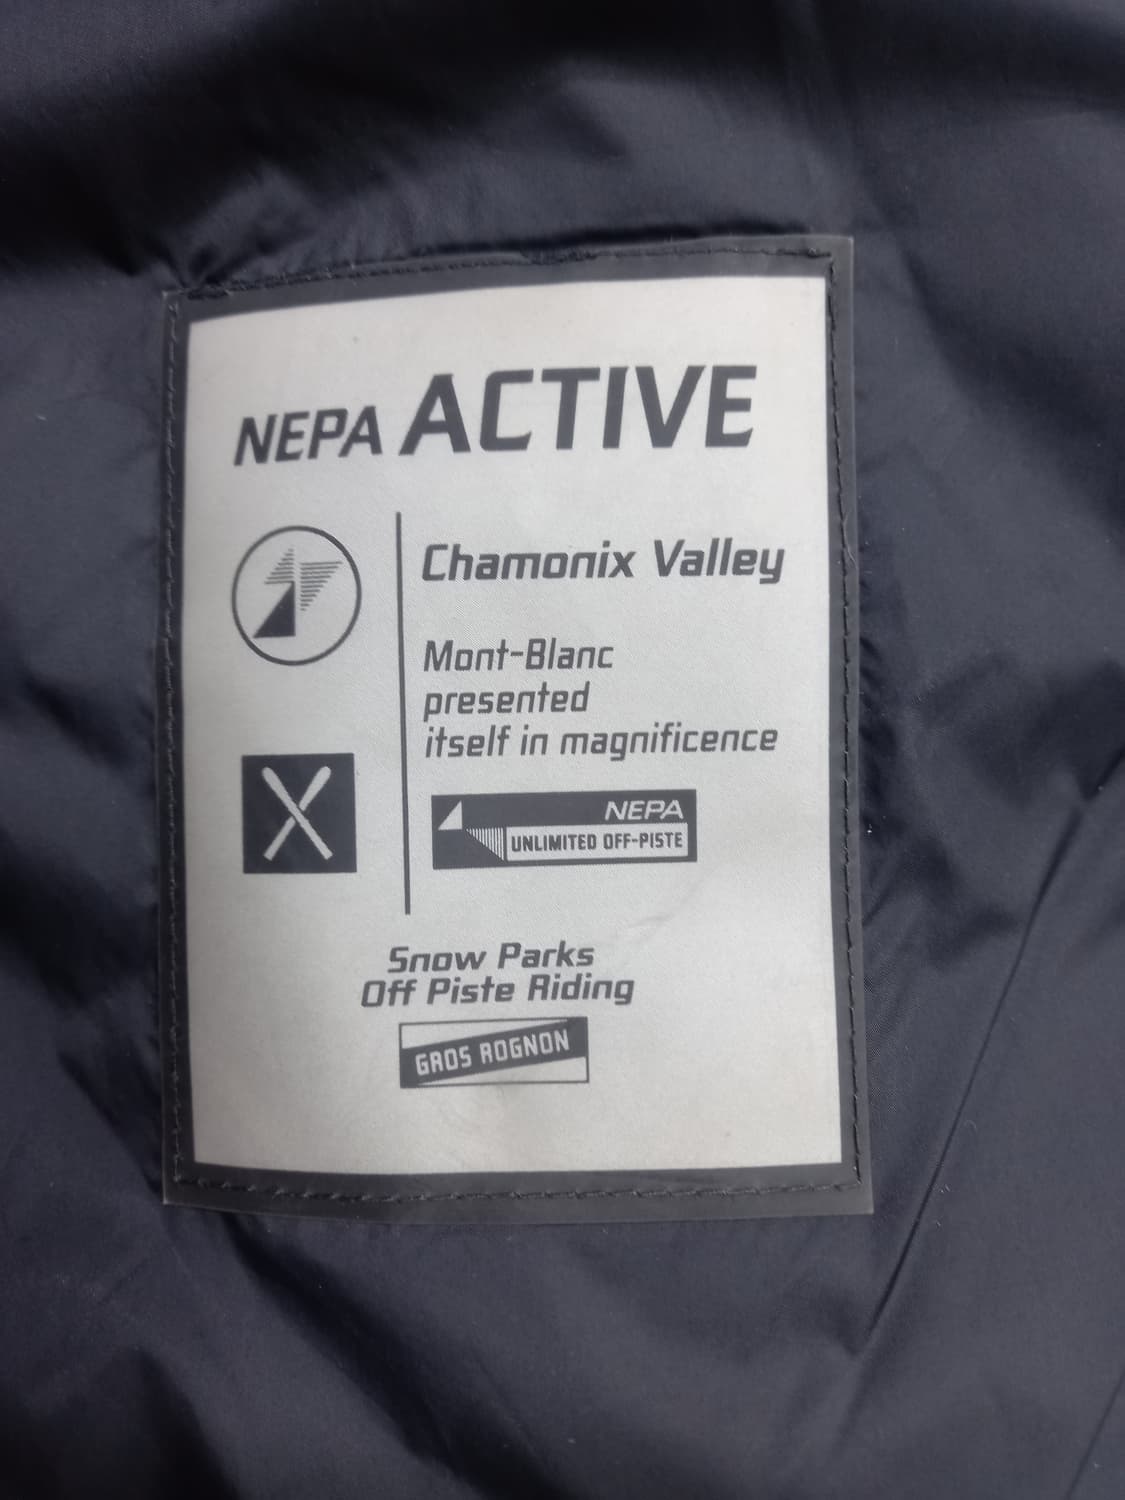 NEPA ACTIVE
Chamonix Valley
Mont-Blanc
presented
itself in magnificence
NEPA
UNLIMITED OFF-PISTE
Snow Parks
Off Piste Riding
GROS ROGNON